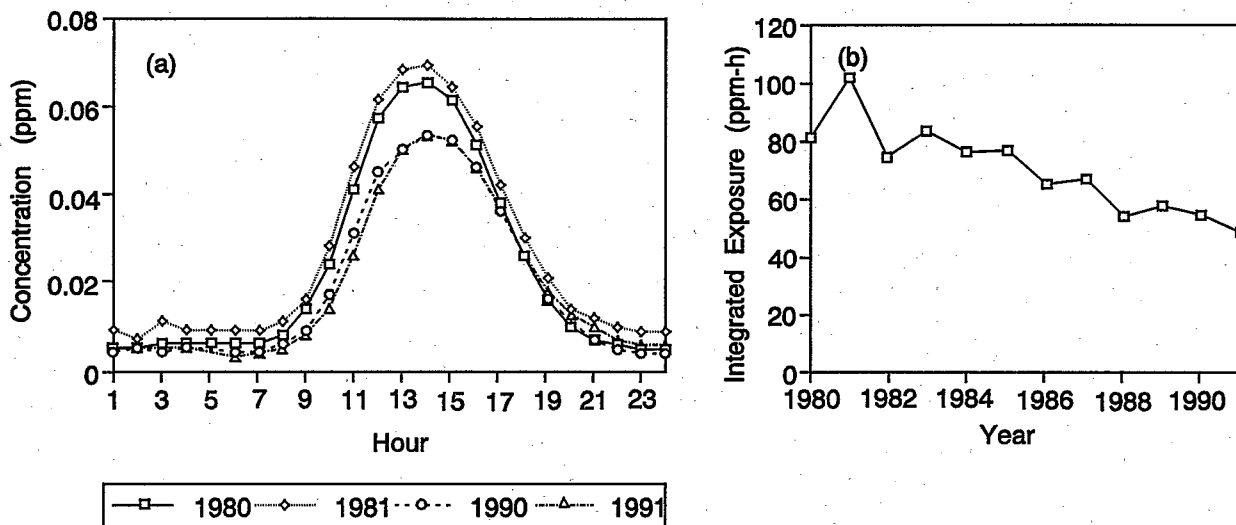 (a)
Concentration (ppm)
0.08
0.06
0.04
0.02
0
1 3 5 7 9 11 13 15 17 19 21 23
Hour
1980 1981 1990 1991
(b)
Integrated Exposure (ppm-h)
120
100
80
60
40
20
0
1980 1982 1984 1986 1988 1990
Year